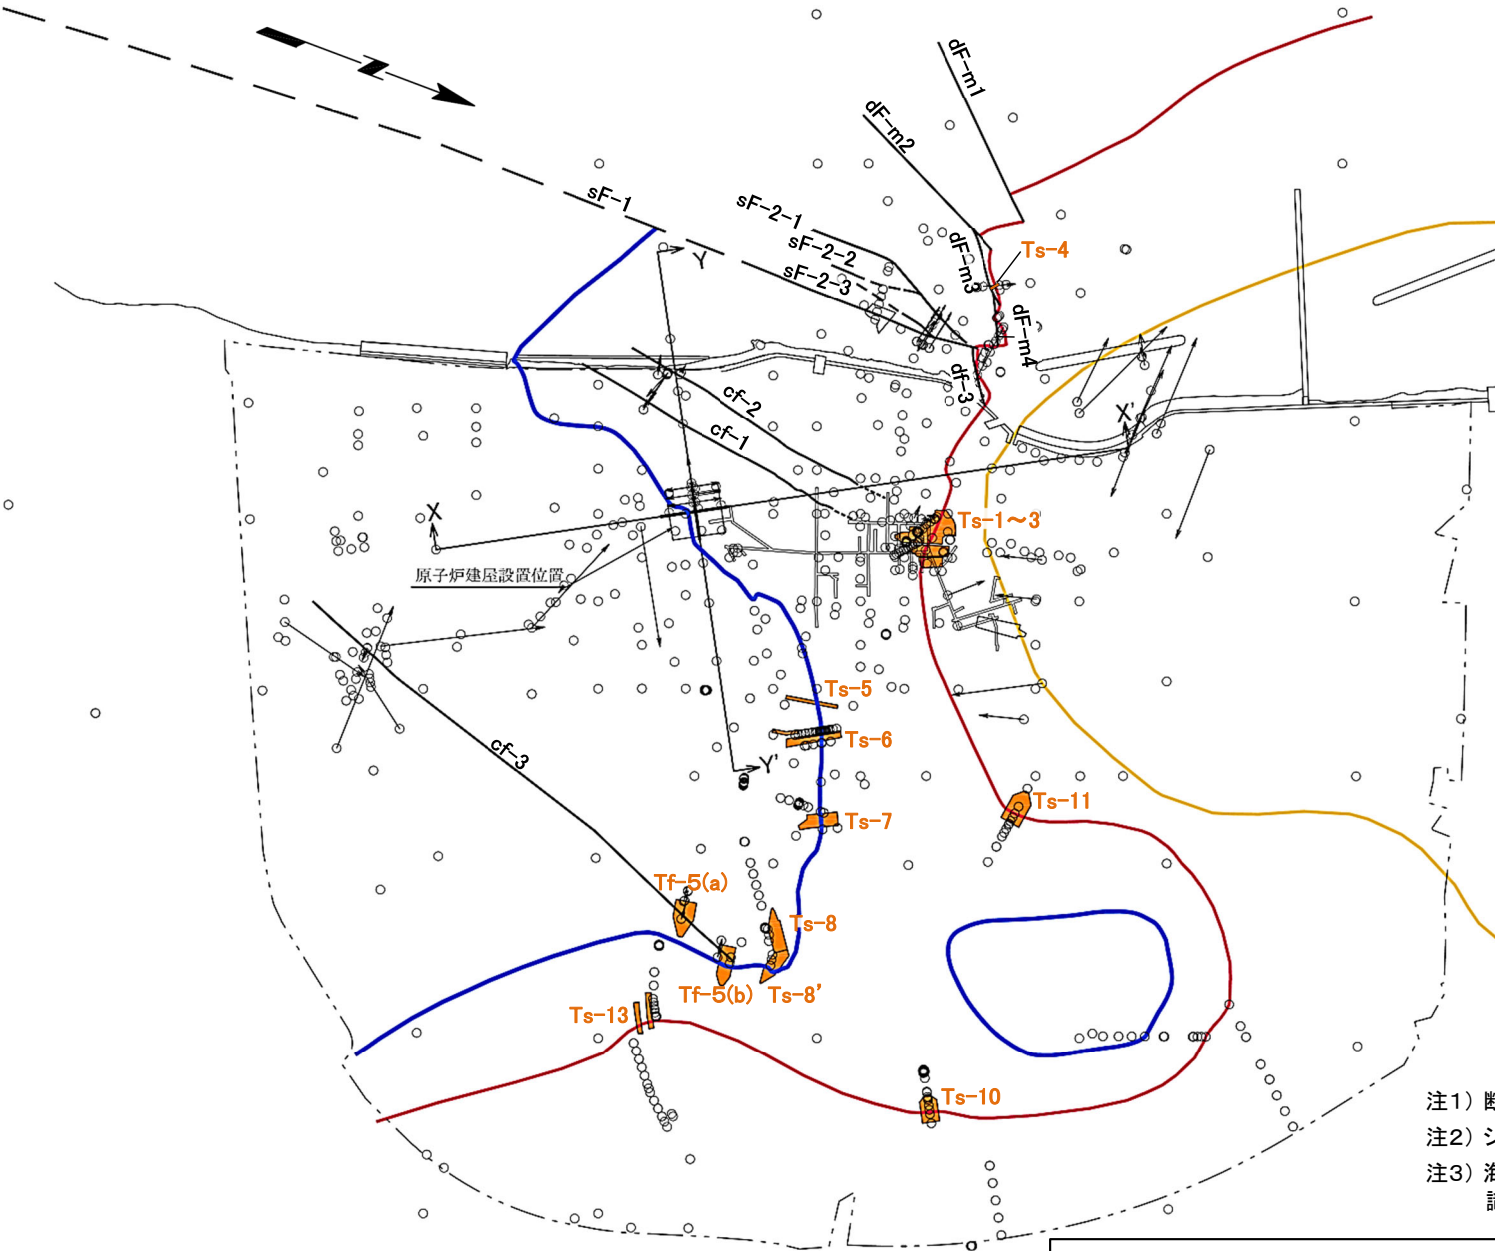 dF-m1
dF-m2
sF-1
sF-2-1
sF-2-2
sF-2-3
dF-m3
Ts-4
dF-m4
df-3
Y
cf-2
cf-1
X'
X
Ts-1～3
原子炉建屋設置位置
Ts-5
cf-3
Ts-6
Y'
Ts-11
Ts-7
Tf-5(a)
Ts-8
Tf-5(b)
Ts-8'
Ts-13
Ts-10
注1) 断
注2) シ
注3) 海